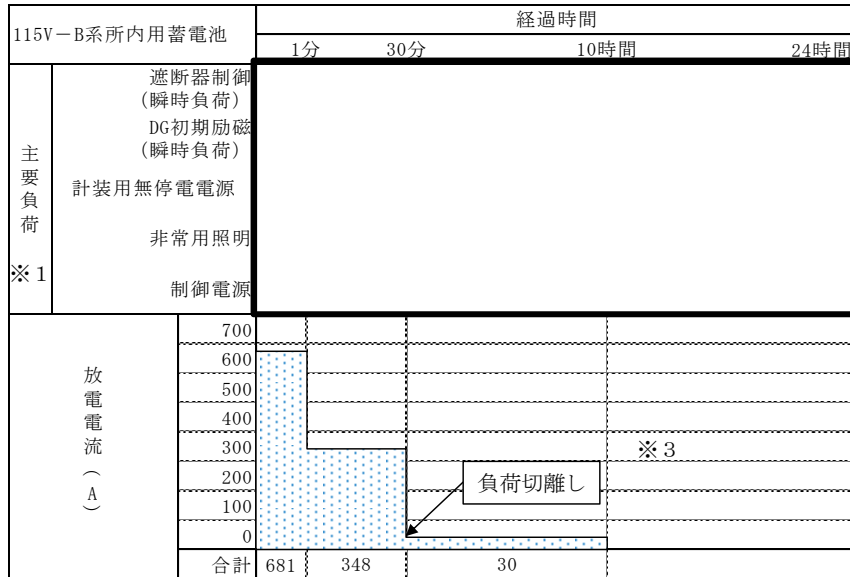 115V－B系所内用蓄電池
経過時間
1分 30分 10時間 24時間
主要負荷
※1
遮断器制御
(瞬時負荷)
DG初期励磁
(瞬時負荷)
計装用無停電電源
非常用照明
制御電源
放電電流(A)
700
600
500
400
300
200
100
0
※3
負荷切離し
合計 681 348 30